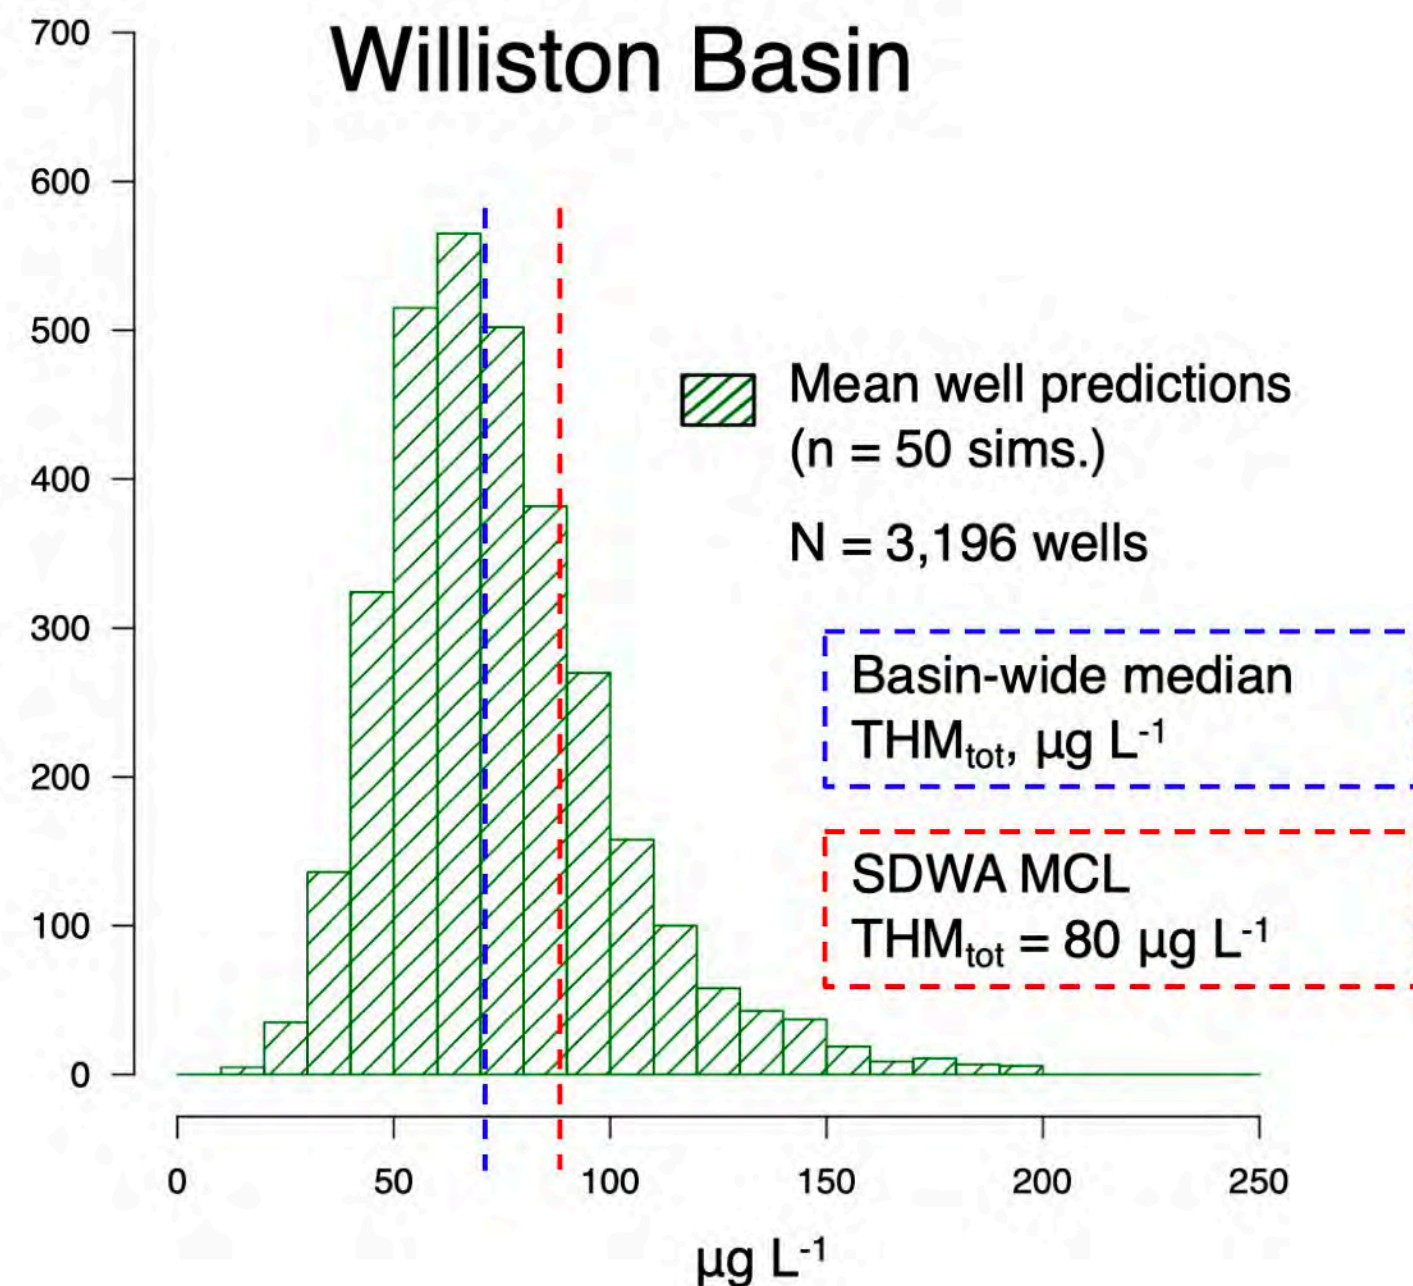 Williston Basin
700
600
500
400
300
200
100
0
Mean well predictions
(n = 50 sims.)
N = 3,196 wells
Basin-wide median
THMtot, µg L-1
SDWA MCL
THMtot = 80 µg L-1
0 50 100 150 200 250
µg L-1